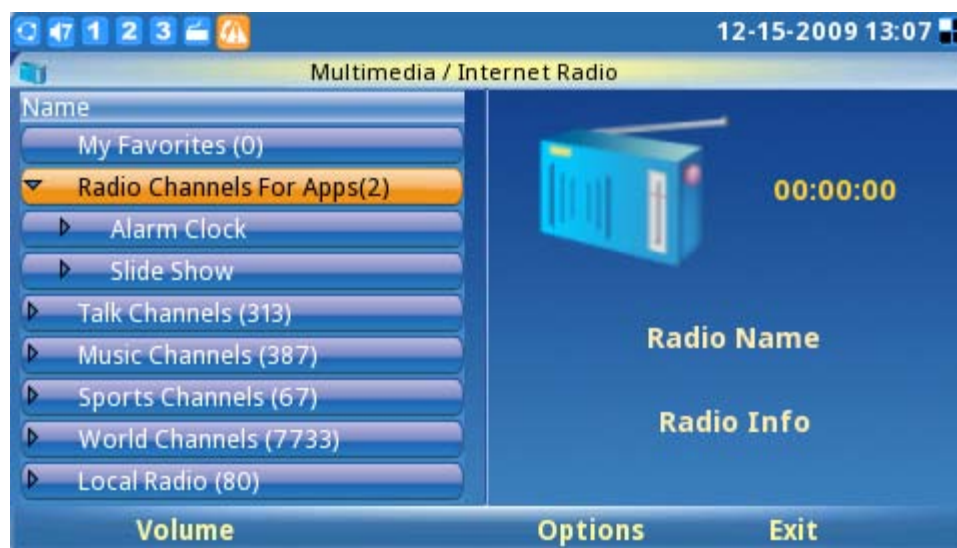 7 1 2 3 12-15-2009 13:07
Multimedia / Internet Radio
Name
My Favorites (0)
Radio Channels For Apps(2)
Alarm Clock
Slide Show
Talk Channels (313)
Music Channels (387)
Sports Channels (67)
World Channels (7733)
Local Radio (80)
00:00:00
Radio Name
Radio Info
Volume Options Exit